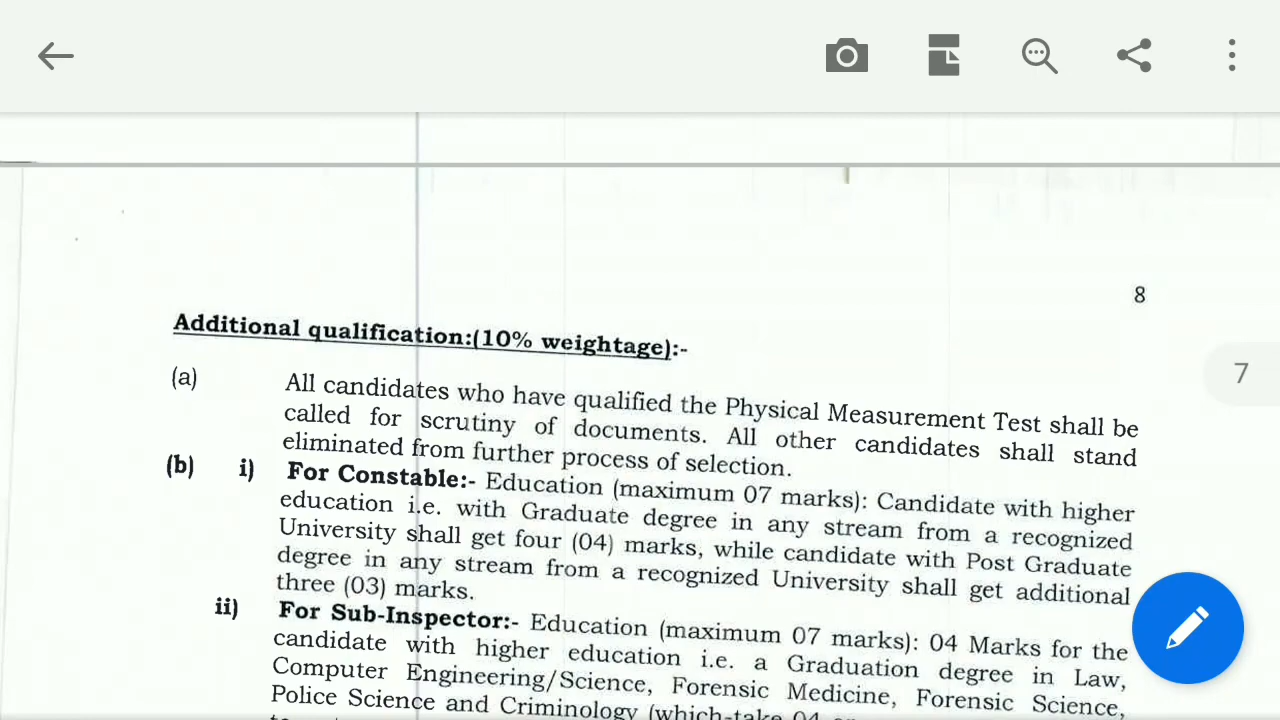 8
Additional qualification:(10% weightage):-
7
(a) All candidates who have qualified the Physical Measurement Test shall be
called for scrutiny of documents. All other candidates shall stand
eliminated from further process of selection.
(b) i) For Constable:- Education (maximum 07 marks): Candidate with higher
education i.e. with Graduate degree in any stream from a recognized
University shall get four (04) marks, while candidate with Post Graduate
degree in any stream from a recognized University shall get additional
three (03) marks.
ii) For Sub-Inspector:- Education (maximum 07 marks): 04 Marks for the
candidate with higher education i.e. a Graduation degree in Law,
Computer Engineering/Science, Forensic Medicine, Forensic Science,
Police Science and Criminology (which-take 04